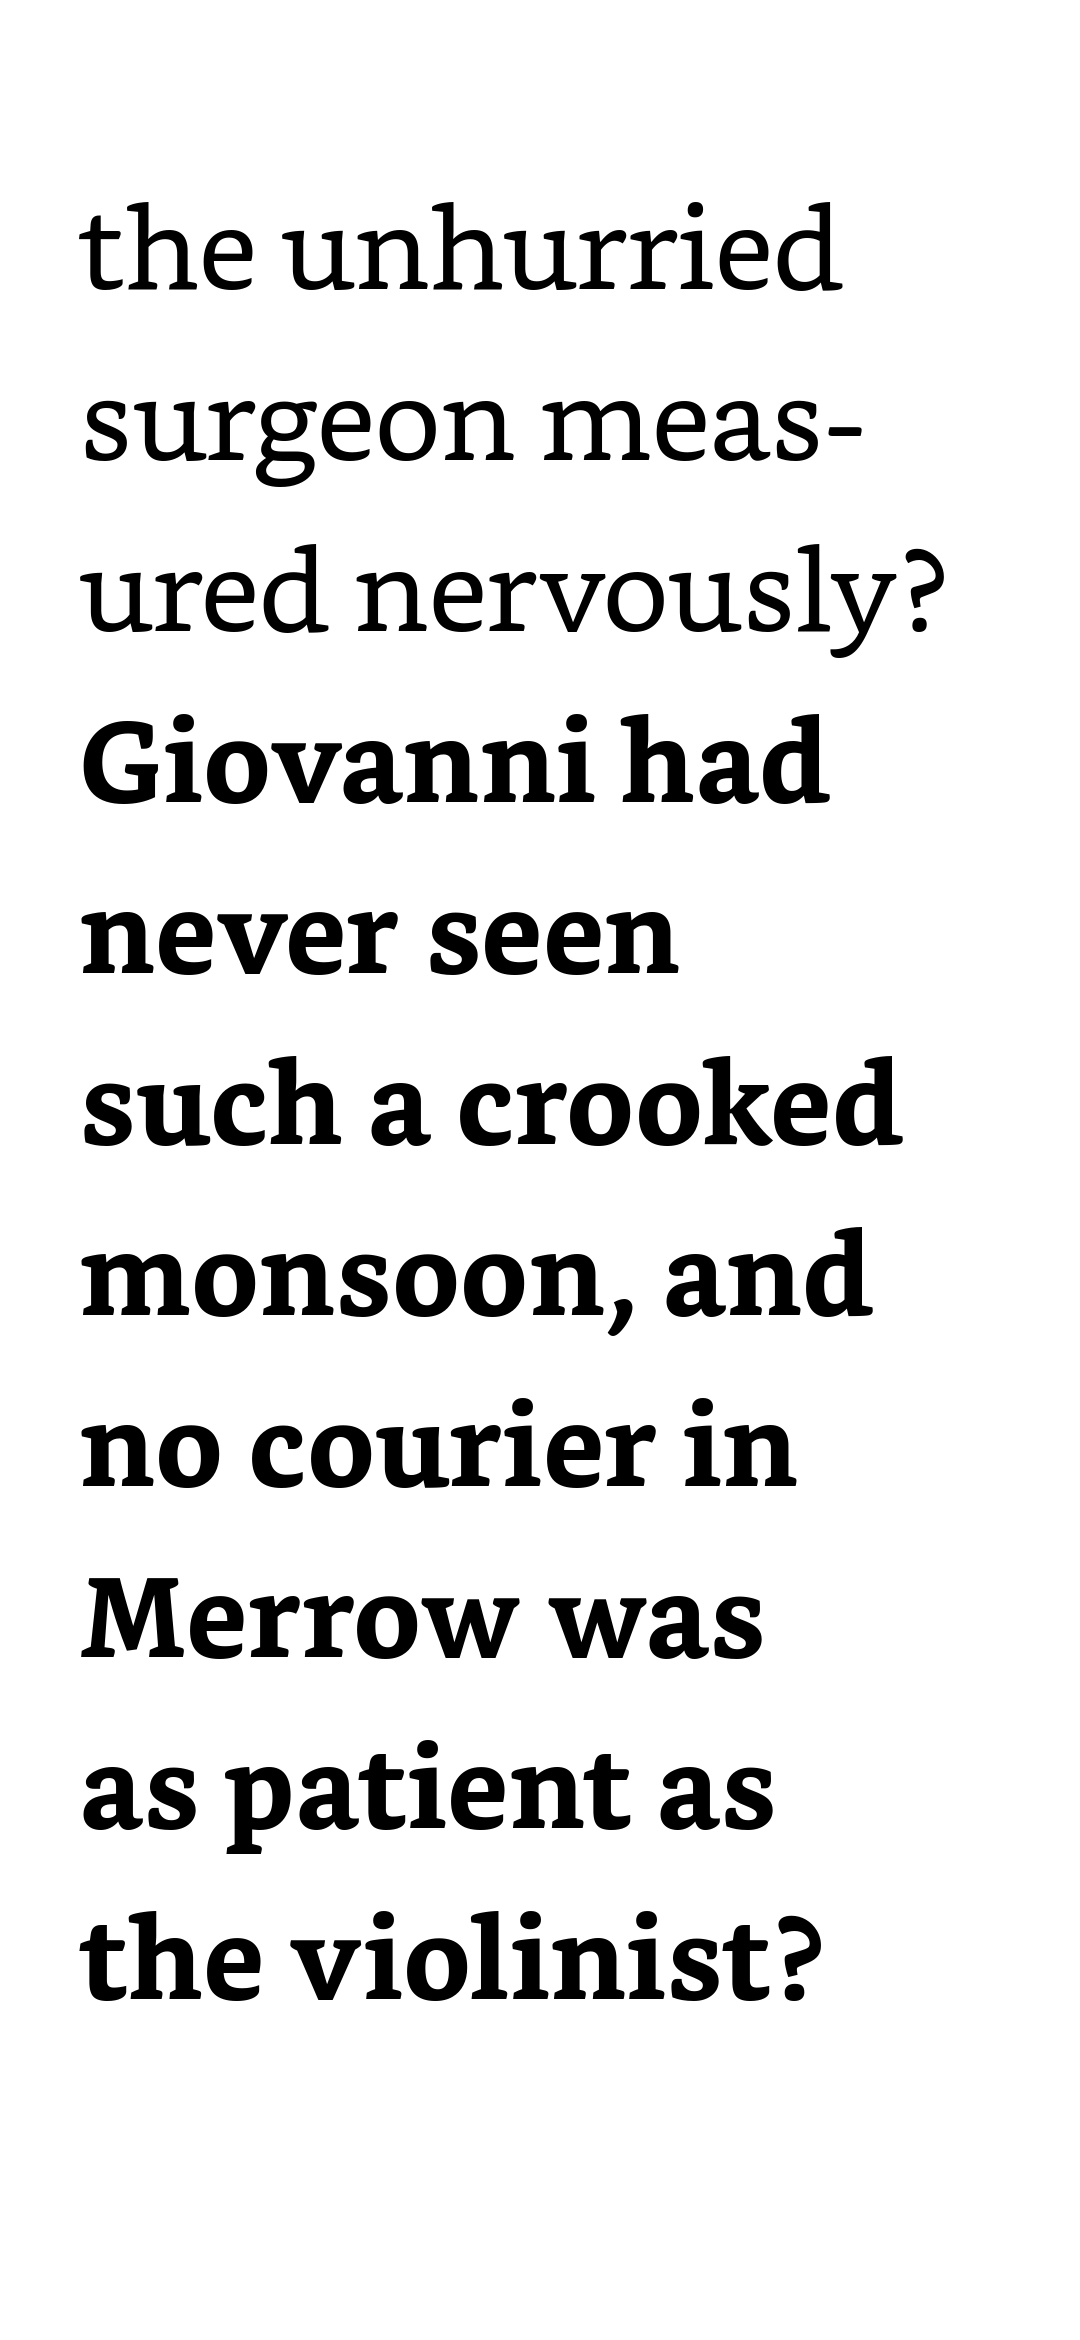 the unhurried
surgeon meas-
ured nervously?
Giovanni had
never seen
such a crooked
monsoon, and
no courier in
Merrow was
as patient as
the violinist?